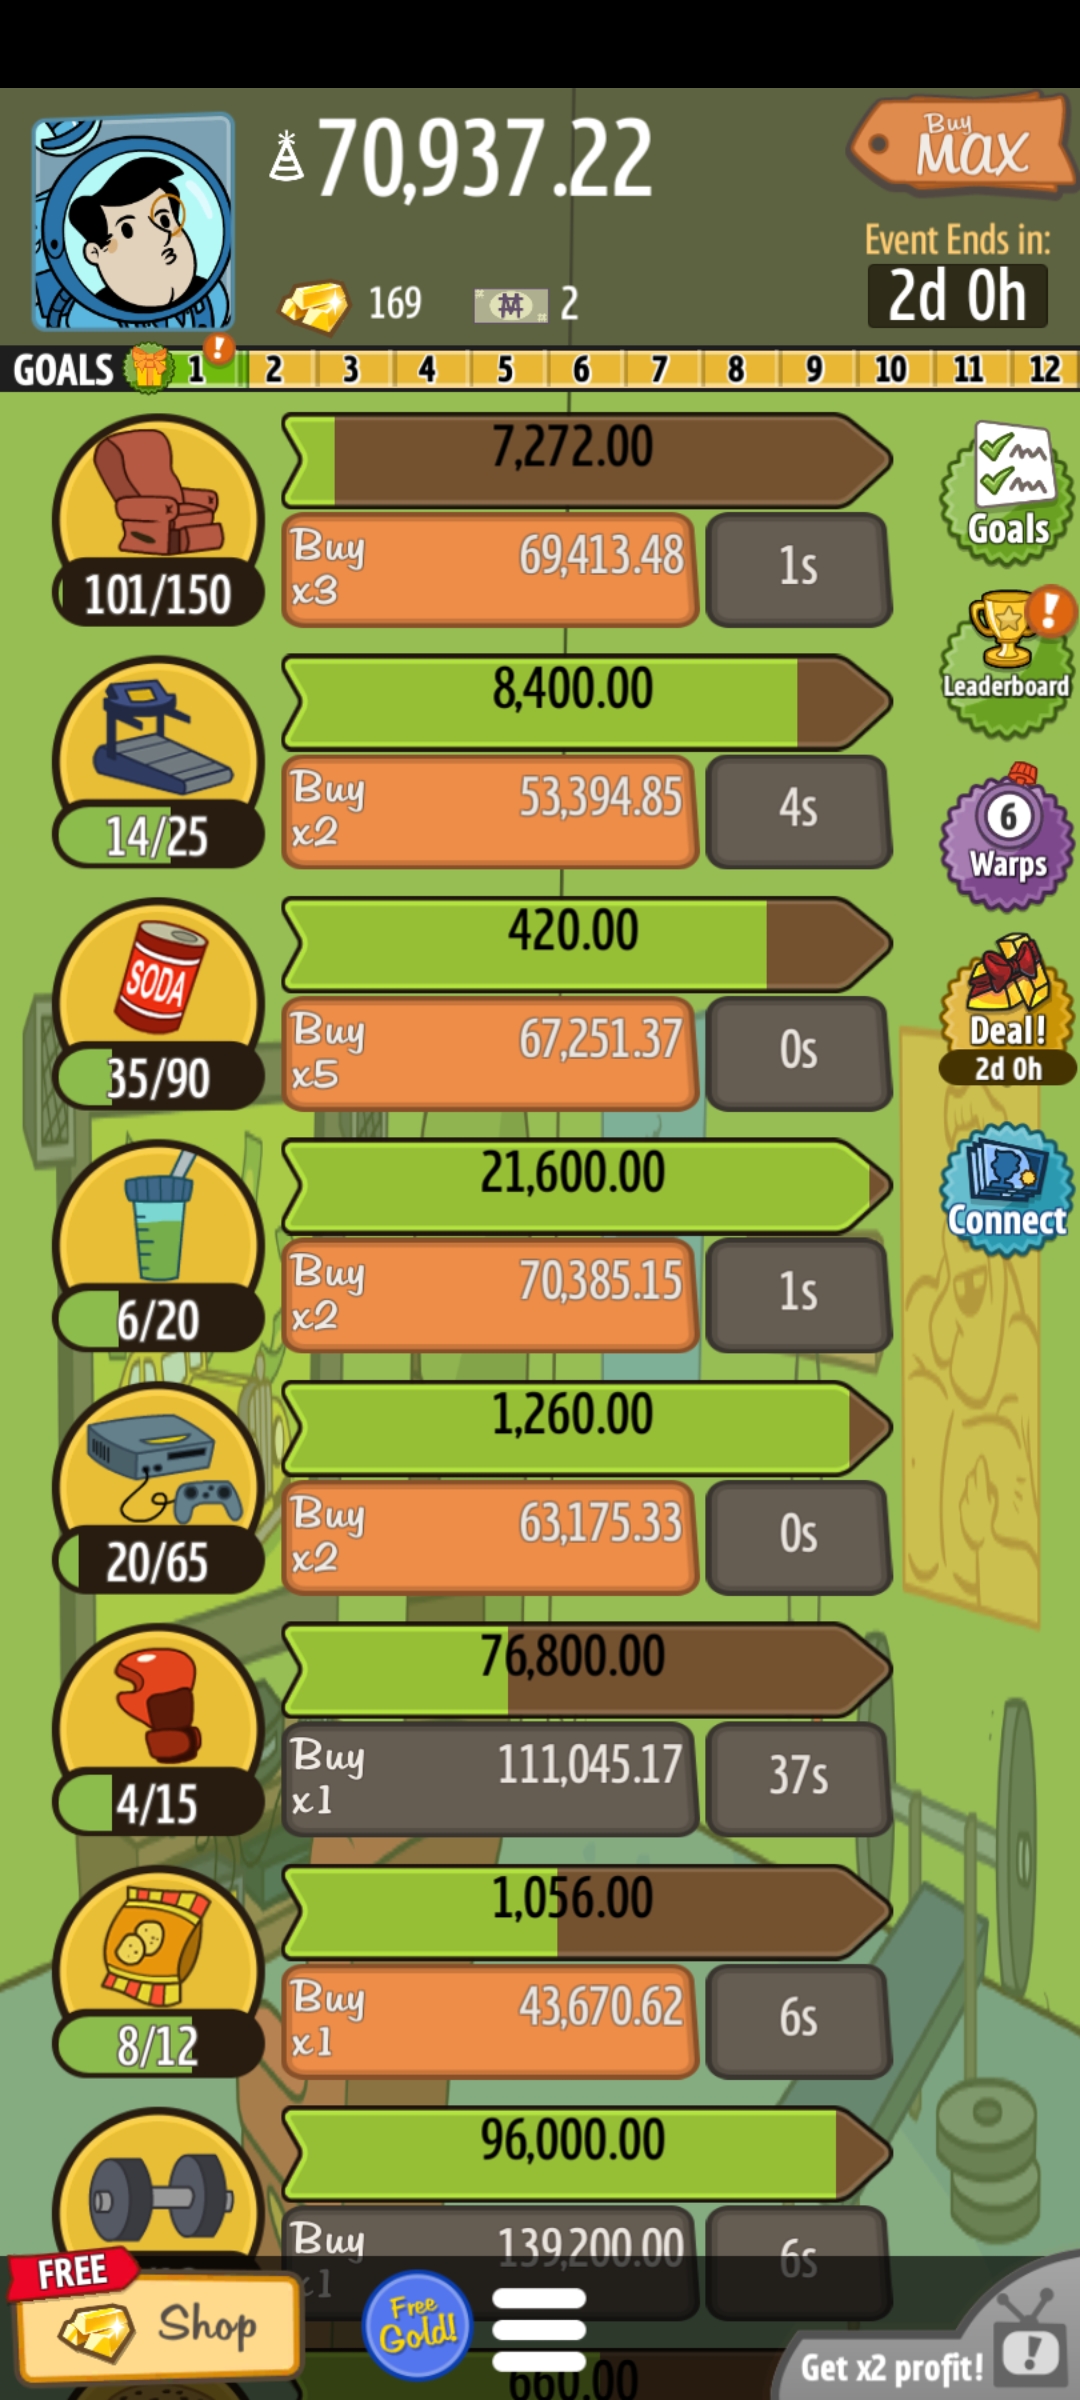 70,937.22
Buy
MAX
Event Ends in:
2d 0h
169
2
GOALS 1 ! 2 3 4 5 6 7 8 9 10 11 12
7,272.00
Buy
x3
69,413.48
1s
101/150
Goals
8,400.00
Buy
x2
53,394.85
4s
14/25
!
Leaderboard
SODA
420.00
Buy
x5
67,251.37
0s
35/90
6
Warps
21,600.00
Buy
x2
70,385.15
1s
6/20
Deal!
2d 0h
1,260.00
Buy
x2
63,175.33
0s
20/65
Connect
76,800.00
Buy
x1
111,045.17
37s
4/15
1,056.00
Buy
x1
43,670.62
6s
8/12
96,000.00
Buy
x1
139,200.00
6s
FREE
Shop
Free
Gold!
660.00
Get x2 profit!
!